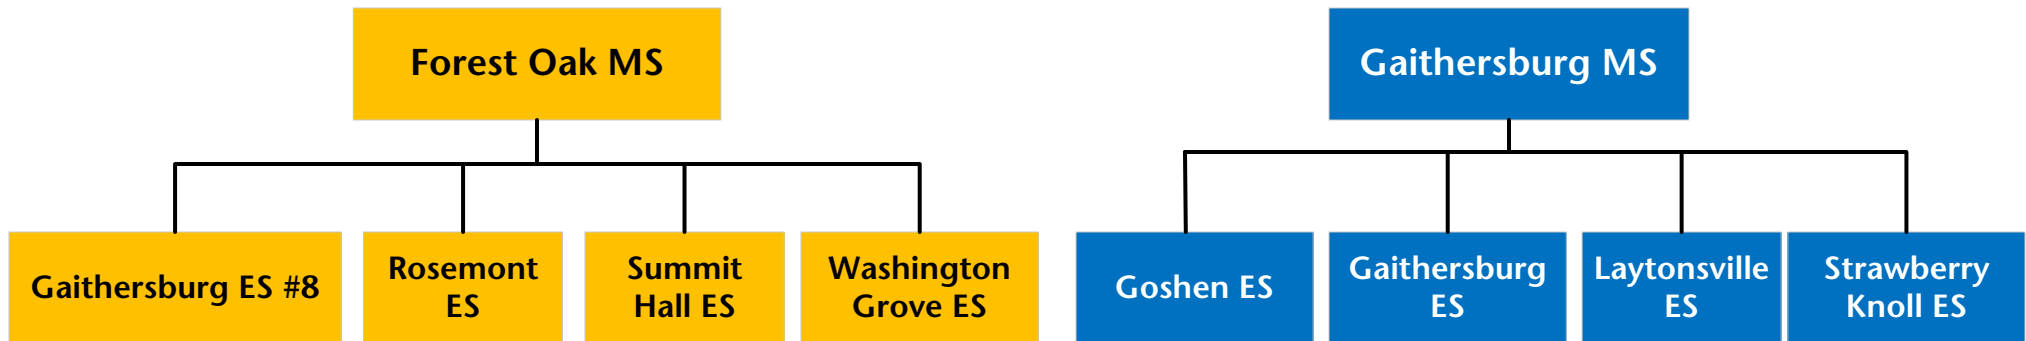 Forest Oak MS
Gaithersburg MS
Gaithersburg ES #8
Rosemont
ES
Summit
Hall ES
Washington
Grove ES
Goshen ES
Gaithersburg
ES
Laytonsville
ES
Strawberry
Knoll ES